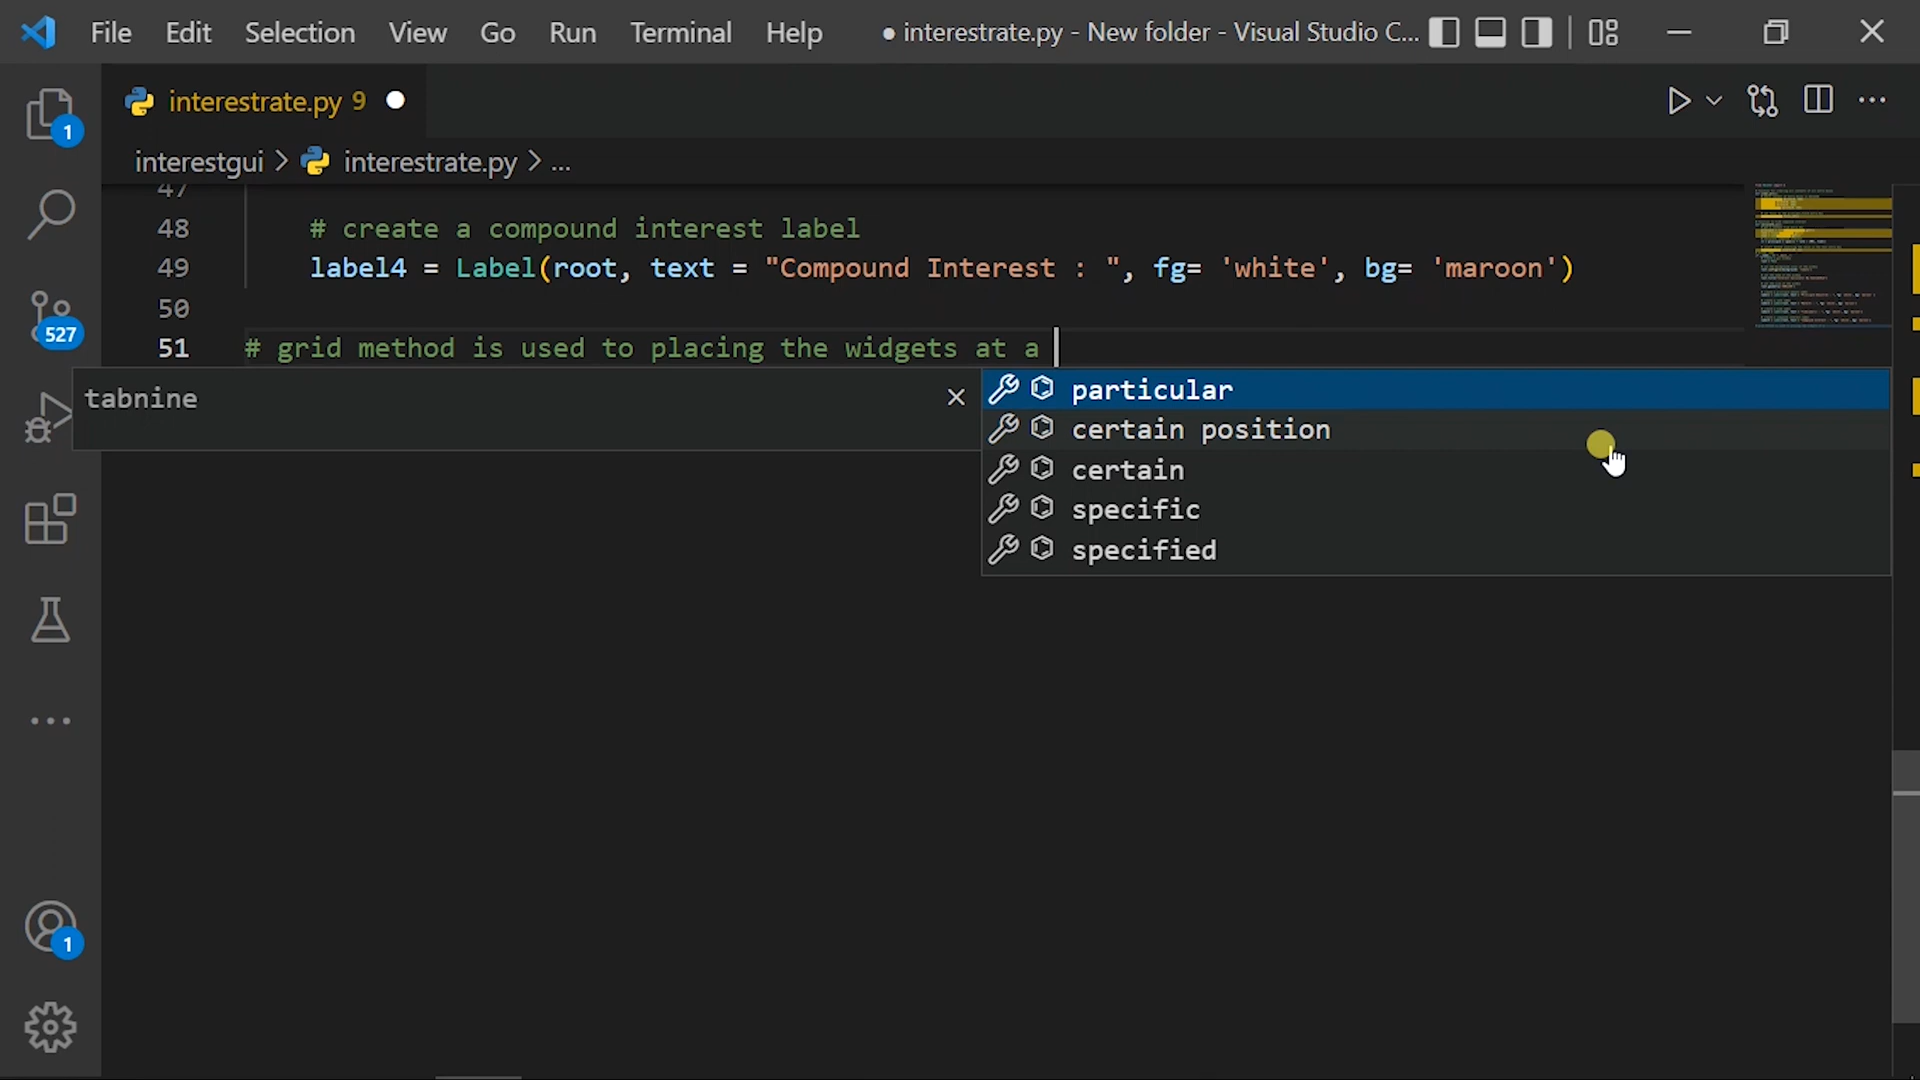 File Edit Selection View Go Run Terminal Help ● interestrate.py - New folder - Visual Studio C...
interestrate.py 9 ●
1
interestgui > interestrate.py > ...
47
48 # create a compound interest label
49 label4 = Label(root, text = "Compound Interest : ", fg= 'white', bg= 'maroon')
50
527
51 # grid method is used to placing the widgets at a
tabnine
particular
certain position
certain
specific
specified
1